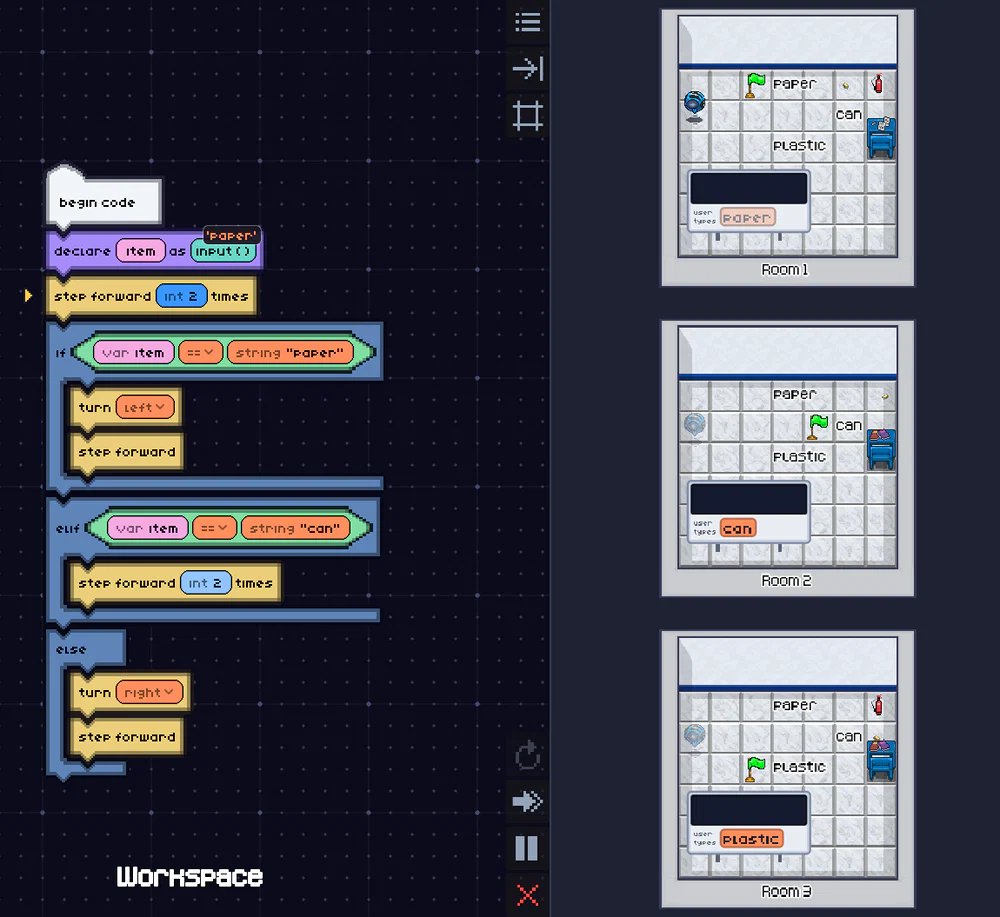 begin code
'paper'
declare item as input()
step forward int 2 times
if var item == string "paper"
turn left
step forward
elif var item == string "can"
step forward int 2 times
else
turn right
step forward
Workspace
paper
can
plastic
user types paper
Room 1
paper
can
plastic
user types can
Room 2
paper
can
plastic
user types plastic
Room 3